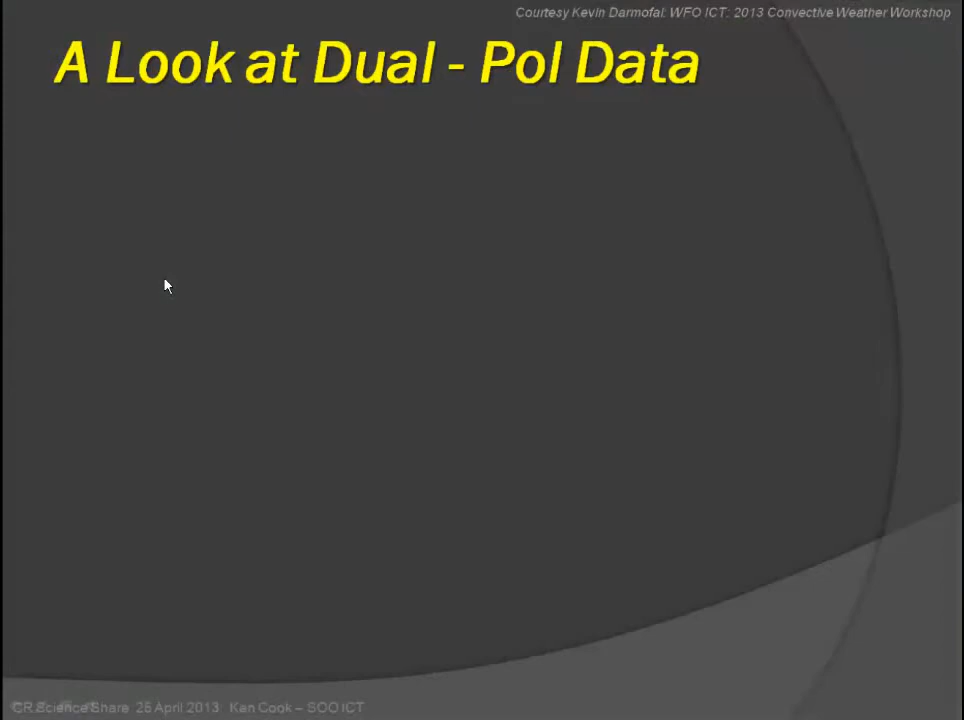 Courtesy Kevin Darmofal: WFO ICT: 2013 Convective Weather Workshop
A Look at Dual - Pol Data
CR Science Share 25 April 2013 Ken Cook – SOO ICT